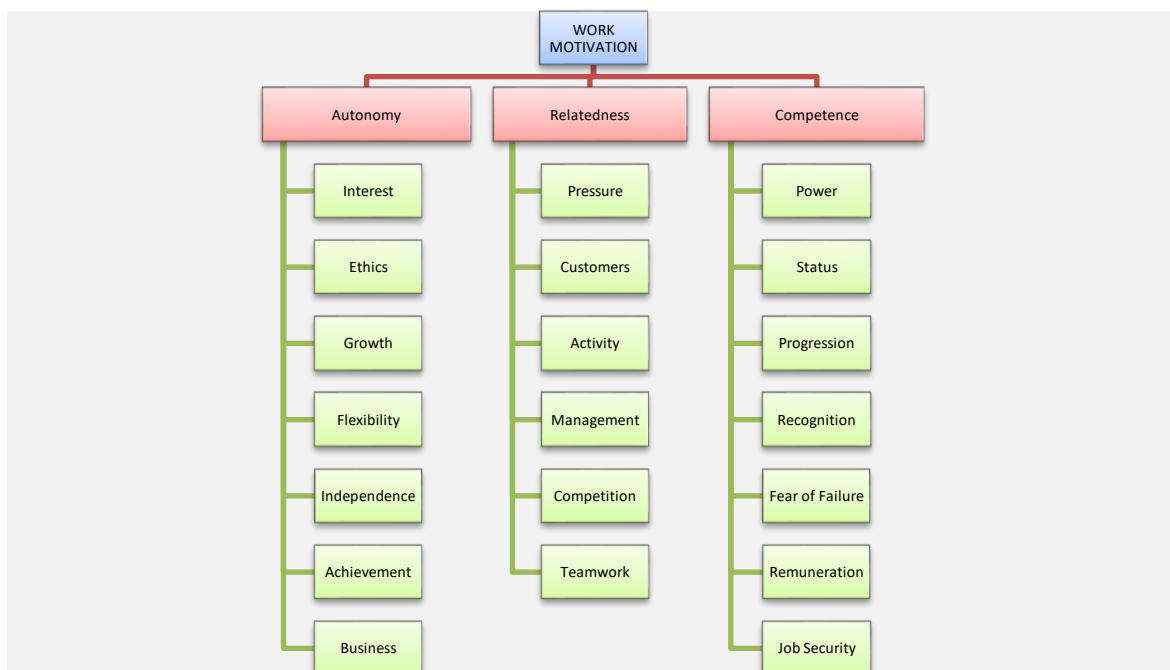 WORK
MOTIVATION
Autonomy
Interest
Ethics
Growth
Flexibility
Independence
Achievement
Business
Relatedness
Pressure
Customers
Activity
Management
Competition
Teamwork
Competence
Power
Status
Progression
Recognition
Fear of Failure
Remuneration
Job Security